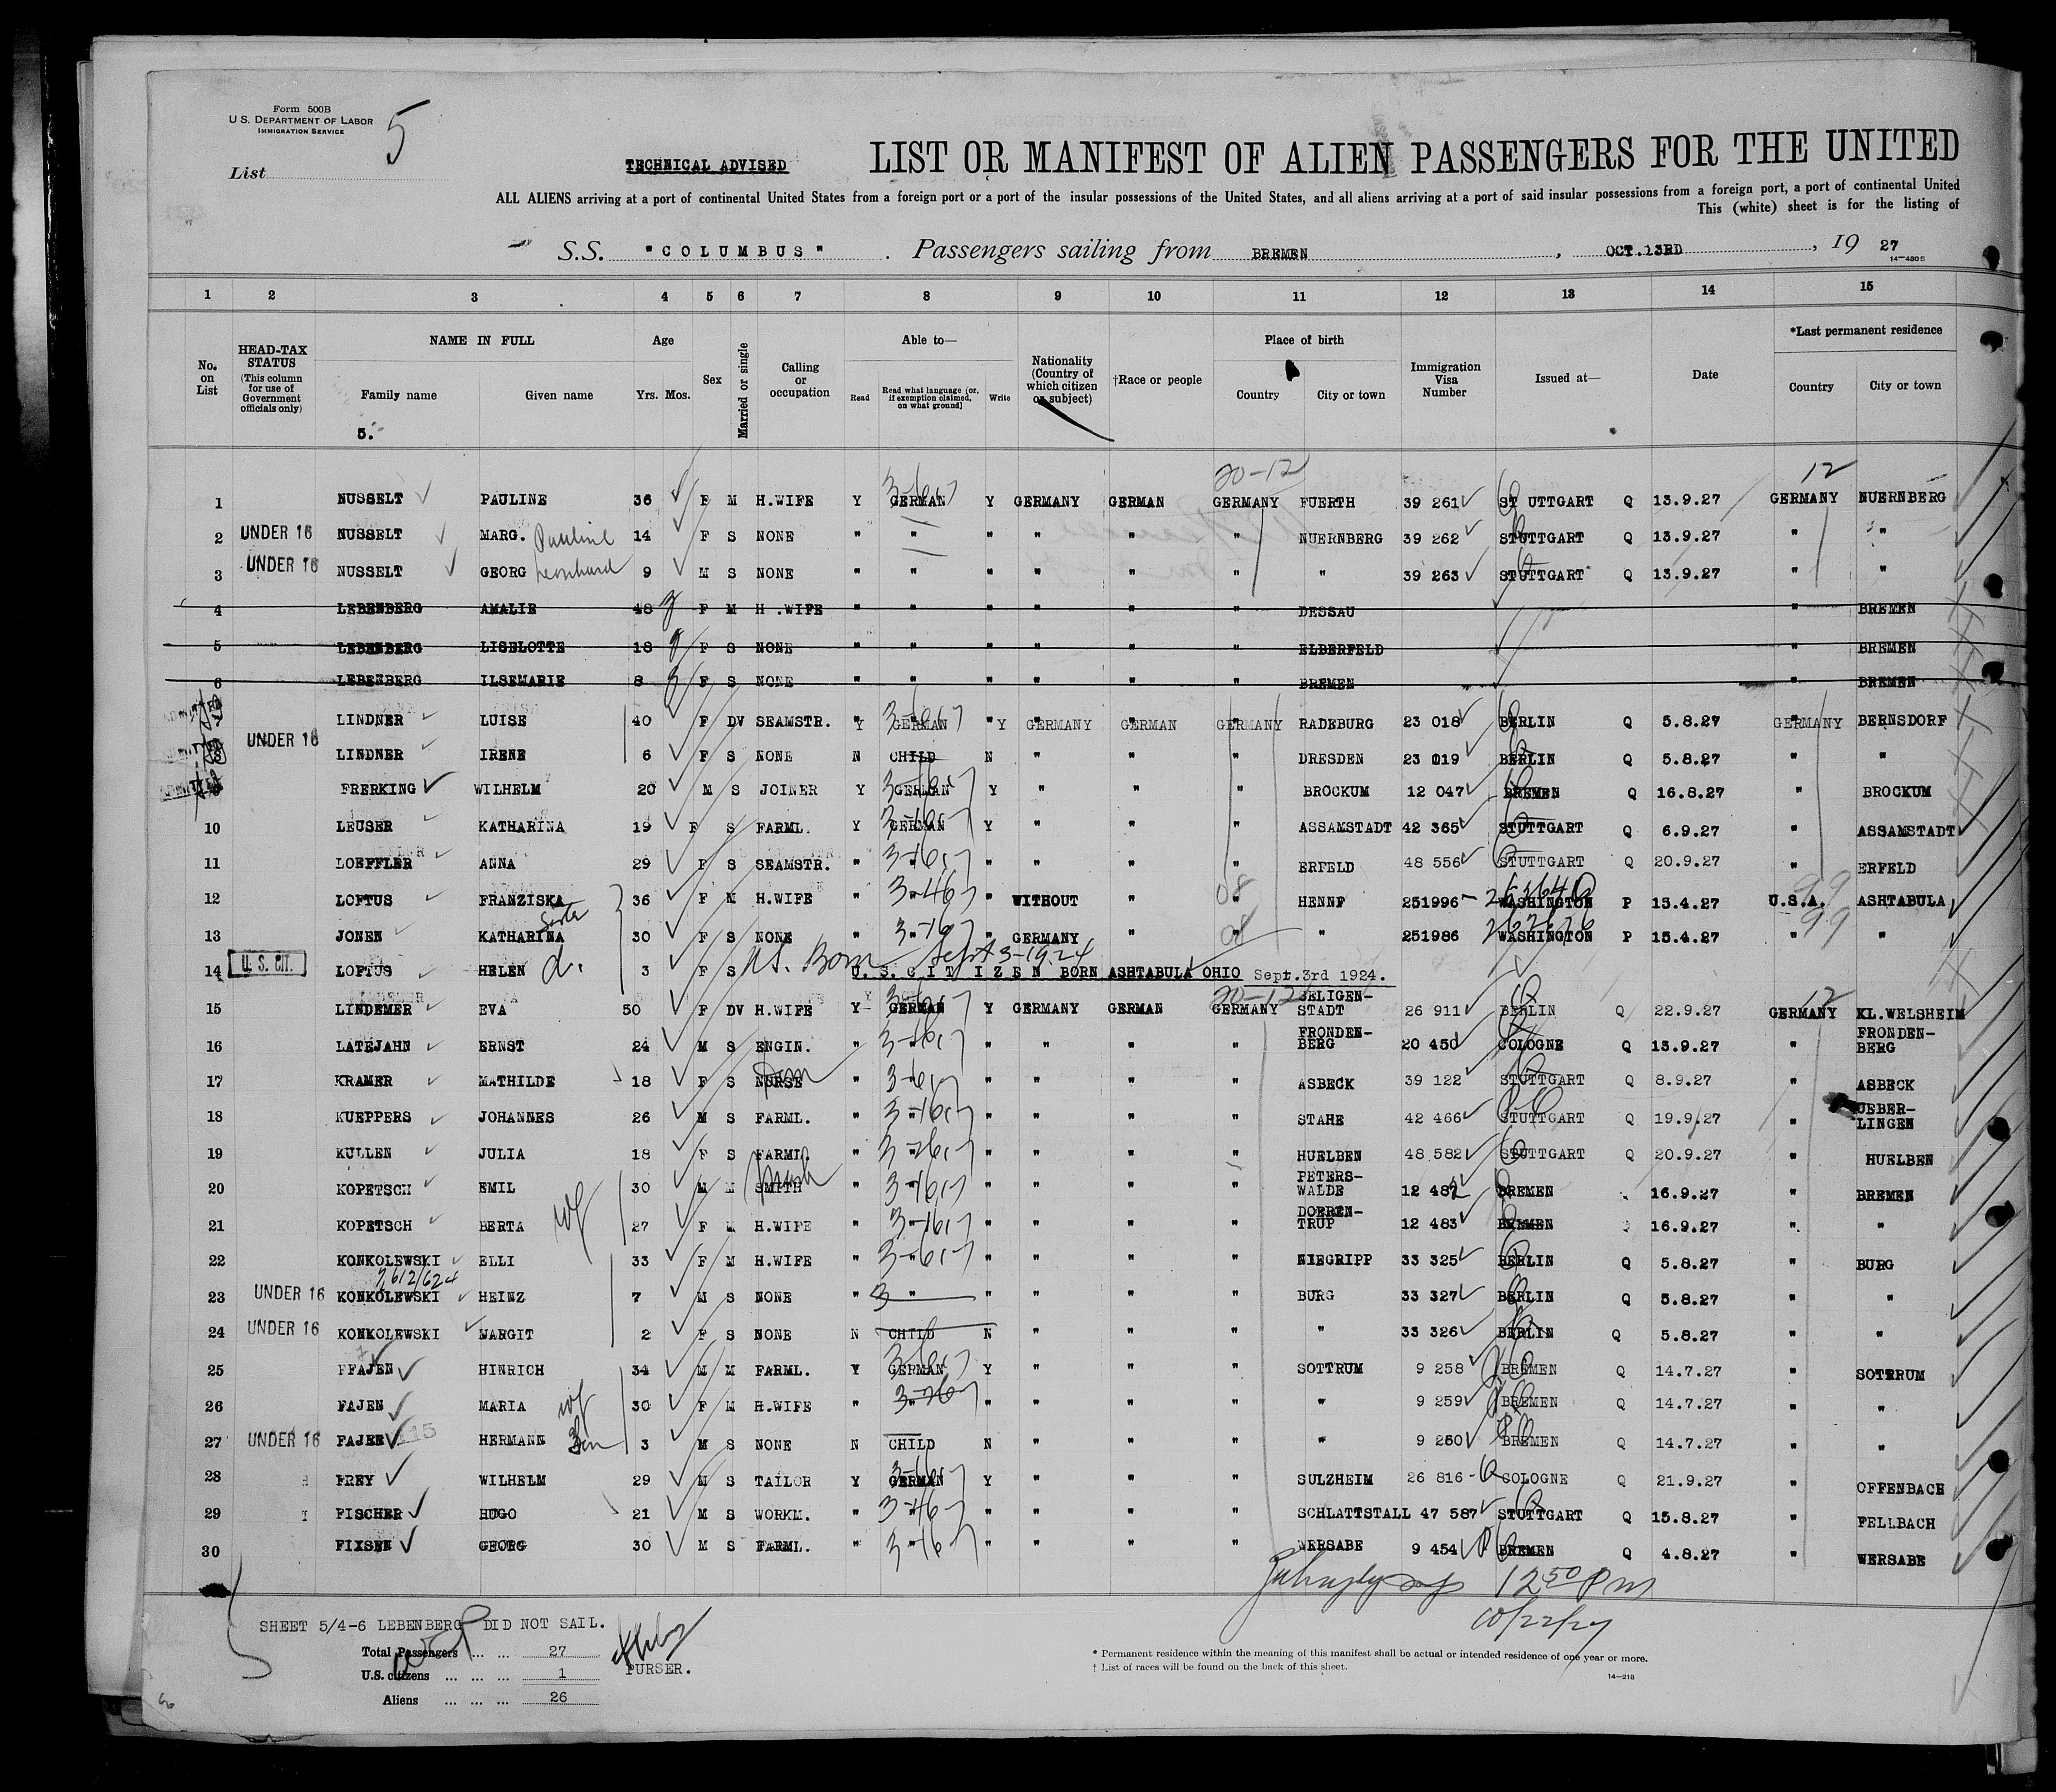 Form 500B
U.S. DEPARTMENT OF LABOR
IMMIGRATION SERVICE
5
List
TECHNICAL ADVISED
LIST OR MANIFEST OF ALIEN PASSENGERS FOR THE UNITED
ALL ALIENS arriving at a port of continental United States from a foreign port or a port of the insular possessions of the United States, and all aliens arriving at a port of said insular possessions from a foreign port, a port of continental United
This (white) sheet is for the listing of
S.S. "COLUMBUS" . Passengers sailing from BREMEN , OCT.13RD , 19 27
14-480B
1 2 3 4 5 6 7 8 9 10 11 12 13 14 15
No. on List
HEAD-TAX STATUS (This column for use of Government officials only)
NAME IN FULL
Family name Given name
5.
Age
Yrs. Mos.
Sex
Married or single
Calling or occupation
Able to—
Read Read what language (or, if exemption claimed, on what ground) Write
Nationality (Country of which citizen or subject)
†Race or people
Place of birth
Country City or town
Immigration Visa Number
Issued at—
Date
*Last permanent residence
Country City or town
20-12 12
1 NUSSELT PAULINE 36 F M H.WIFE Y GERMAN Y GERMANY GERMAN GERMANY FUERTH 39 261 ST UTTGART Q 13.9.27 GERMANY NUERNBERG
2 UNDER 16 NUSSELT MARG. Pauline 14 F S NONE " " " " " " NUERNBERG 39 262 STUTTGART Q 13.9.27 " "
3 UNDER 16 NUSSELT GEORG Leonhard 9 M S NONE " " " " " " " 39 263 STUTTGART Q 13.9.27 " "
4 LEBENBERG AMALIE 48 F M H .WIFE " " " " " " DESSAU " BREMEN
5 LEBENBERG LISELOTTE 18 F S NONE " " " " " " ELBERFELD " BREMEN
6 LEBENBERG ILSEMARIE 8 F S NONE " " " " " " BREMEN " BREMEN
LINDNER LUISE 40 F DV SEAMSTR. Y GERMAN " Y GERMANY GERMAN GERMANY RADEBURG 23 018 BERLIN Q 5.8.27 GERMANY BERNSDORF
UNDER 16 LINDNER IRENE 6 F S NONE N CHILD N " " " DRESDEN 23 019 BERLIN Q 5.8.27 " "
FRERKING WILHELM 20 M S JOINER Y GERMAN Y " " " BROCKUM 12 047 BREMEN Q 16.8.27 " BROCKUM
10 LEUSER KATHARINA 19 F S FARML. Y GERMAN Y " " " ASSAMSTADT 42 365 STUTTGART Q 6.9.27 " ASSAMSTADT
11 LOEFFLER ANNA 29 F S SEAMSTR. " " " " " " ERFELD 48 556 STUTTGART Q 20.9.27 " ERFELD
12 LOFTUS FRANZISKA 36 F M H.WIFE " " " WITHOUT " 08 HENNF 251996 WASHINGTON P 15.4.27 U.S.A. 99 ASHTABULA
Sister
13 JONEN KATHARINA 30 F S NONE " " " GERMANY " 08 " 251986 WASHINGTON P 15.4.27 " 99 "
14 U. S. CIT. LOFTUS HELEN d. 3 F S U.S. Born Sept 3-1924 U.S.CITIZEN BORN ASHTABULA OHIO Sept.3rd 1924.
20-12 12
15 LINDEMER EVA 50 F DV H.WIFE Y GERMAN Y GERMANY GERMAN GERMANY SELIGEN-STADT 26 911 BERLIN Q 22.9.27 GERMANY KL.WELSHEIM
16 LATEJAHN ERNST 24 M S ENGIN. " " " " " " FRONDEN-BERG 20 450 COLOGNE Q 13.9.27 " FRONDEN-BERG
17 KRAMER MATHILDE 18 F S NURSE " " " " " " ASBECK 39 122 STUTTGART Q 8.9.27 " ASBECK
18 KUEPPERS JOHANNES 26 M S FARML. " " " " " " STAHE 42 466 STUTTGART Q 19.9.27 " UEBER-LINGEN
19 KULLEN JULIA 18 F S FARML. " " " " " " HUELBEN 48 582 STUTTGART Q 20.9.27 " HUELBEN
20 KOPETSCH EMIL 30 M M SMITH " " " " " " PETERS-WALDE 12 482 BREMEN 16.9.27 " BREMEN
21 KOPETSCH BERTA wf 27 F M H.WIFE " " " " " " DOEREN-TRUP 12 483 BREMEN Q 16.9.27 " "
22 KONKOLEWSKI ELLI 33 F M H.WIFE " " " " " " NIEGRIPP 33 325 BERLIN Q 5.8.27 " BURG
23 UNDER 16 KONKOLEWSKI HEINZ 7 M S NONE " " " " " " BURG 33 327 BERLIN Q 5.8.27 " "
24 UNDER 16 KONKOLEWSKI MARGIT 2 F S NONE N CHILD N " " " " 33 326 BERLIN Q 5.8.27 " "
25 FFAJEN HINRICH 34 M M FARML. Y GERMAN Y " " " SOTTRUM 9 258 BREMEN Q 14.7.27 " SOTTRUM
26 FAJEN MARIA wf 30 F M H.WIFE " " " " " " " 9 259 BREMEN Q 14.7.27 " "
27 UNDER 16 FAJEN HERMANN Son 3 M S NONE N CHILD N " " " " 9 260 BREMEN Q 14.7.27 " "
28 FREY WILHELM 29 M S TAILOR Y GERMAN Y " " " SULZHEIM 26 816 COLOGNE Q 21.9.27 " OFFENBACH
29 FISCHER HUGO 21 M S WORKM. " " " " " " SCHLATTSTALL 47 587 STUTTGART Q 15.8.27 " FELLBACH
30 FIXSEN GEORG 30 M S FARML. " " " " " " WERSABE 9 454 BREMEN Q 4.8.27 " WERSABE
12 50 Pm
10/22/27
SHEET 5/4-6 LEBENBERG DID NOT SAIL.
Total Passengers ... ... 27
U.S. citizens ... ... ... 1
Aliens ... ... ... 26
PURSER.
* Permanent residence within the meaning of this manifest shall be actual or intended residence of one year or more.
† List of races will be found on the back of this sheet.
14-218